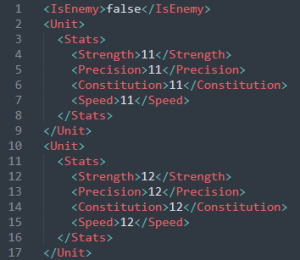 1 <IsEnemy>false</IsEnemy>
2 <Unit>
3 <Stats>
4 <Strength>11</Strength>
5 <Precision>11</Precision>
6 <Constitution>11</Constitution>
7 <Speed>11</Speed>
8 </Stats>
9 </Unit>
10 <Unit>
11 <Stats>
12 <Strength>12</Strength>
13 <Precision>12</Precision>
14 <Constitution>12</Constitution>
15 <Speed>12</Speed>
16 </Stats>
17 </Unit>